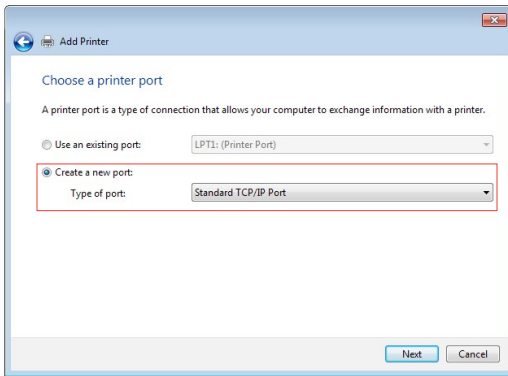 Add Printer
Choose a printer port
A printer port is a type of connection that allows your computer to exchange information with a printer.
Use an existing port: LPT1: (Printer Port)
Create a new port:
Type of port: Standard TCP/IP Port
Next Cancel